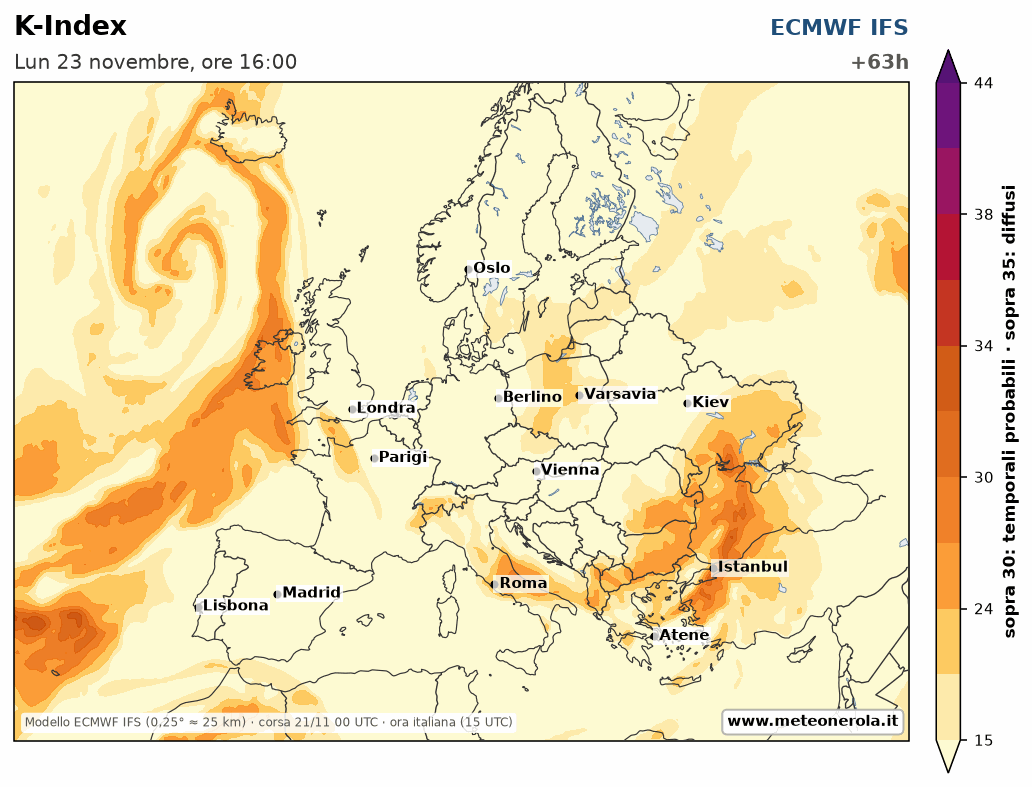 K-Index
ECMWF IFS
Lun 23 novembre, ore 16:00
+63h
44
38
34
30
24
15
sopra 30: temporali probabili · sopra 35: diffusi
Oslo
Berlino
Varsavia
Kiev
Londra
Parigi
Vienna
Istanbul
Roma
Madrid
Lisbona
Atene
Modello ECMWF IFS (0,25° ≈ 25 km) · corsa 21/11 00 UTC · ora italiana (15 UTC)
www.meteonerola.it